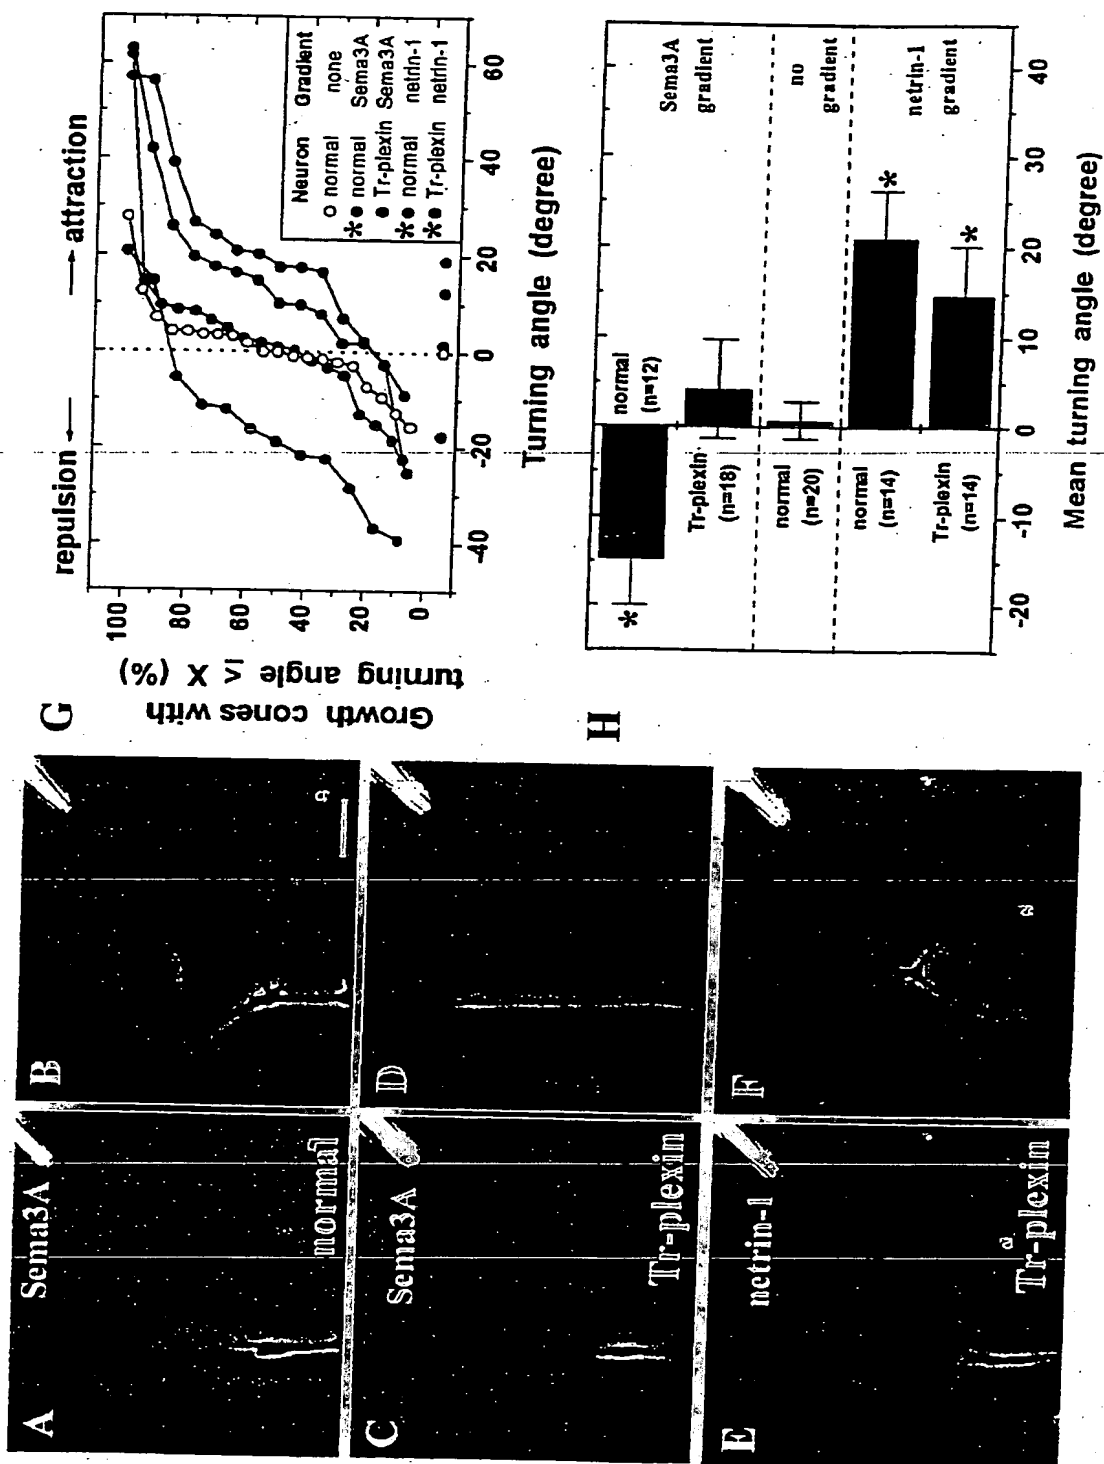 A
Sema3A
normal
B
C
Sema3A
Tr-plexin
D
E
netrin-1
Tr-plexin
F
G
repulsion
attraction
Growth cones with
turning angle ≤ X (%)
100
80
60
40
20
0
Neuron Gradient
○ normal none
*● normal Sema3A
● Tr-plexin Sema3A
*● normal netrin-1
*● Tr-plexin netrin-1
-40
-20
0
20
40
60
Turning angle (degree)
H
normal
(n=12)
Tr-plexin
(n=18)
Sema3A
gradient
normal
(n=20)
no
gradient
normal
(n=14)
Tr-plexin
(n=14)
netrin-1
gradient
*
*
*
-20
-10
0
10
20
30
40
Mean turning angle (degree)